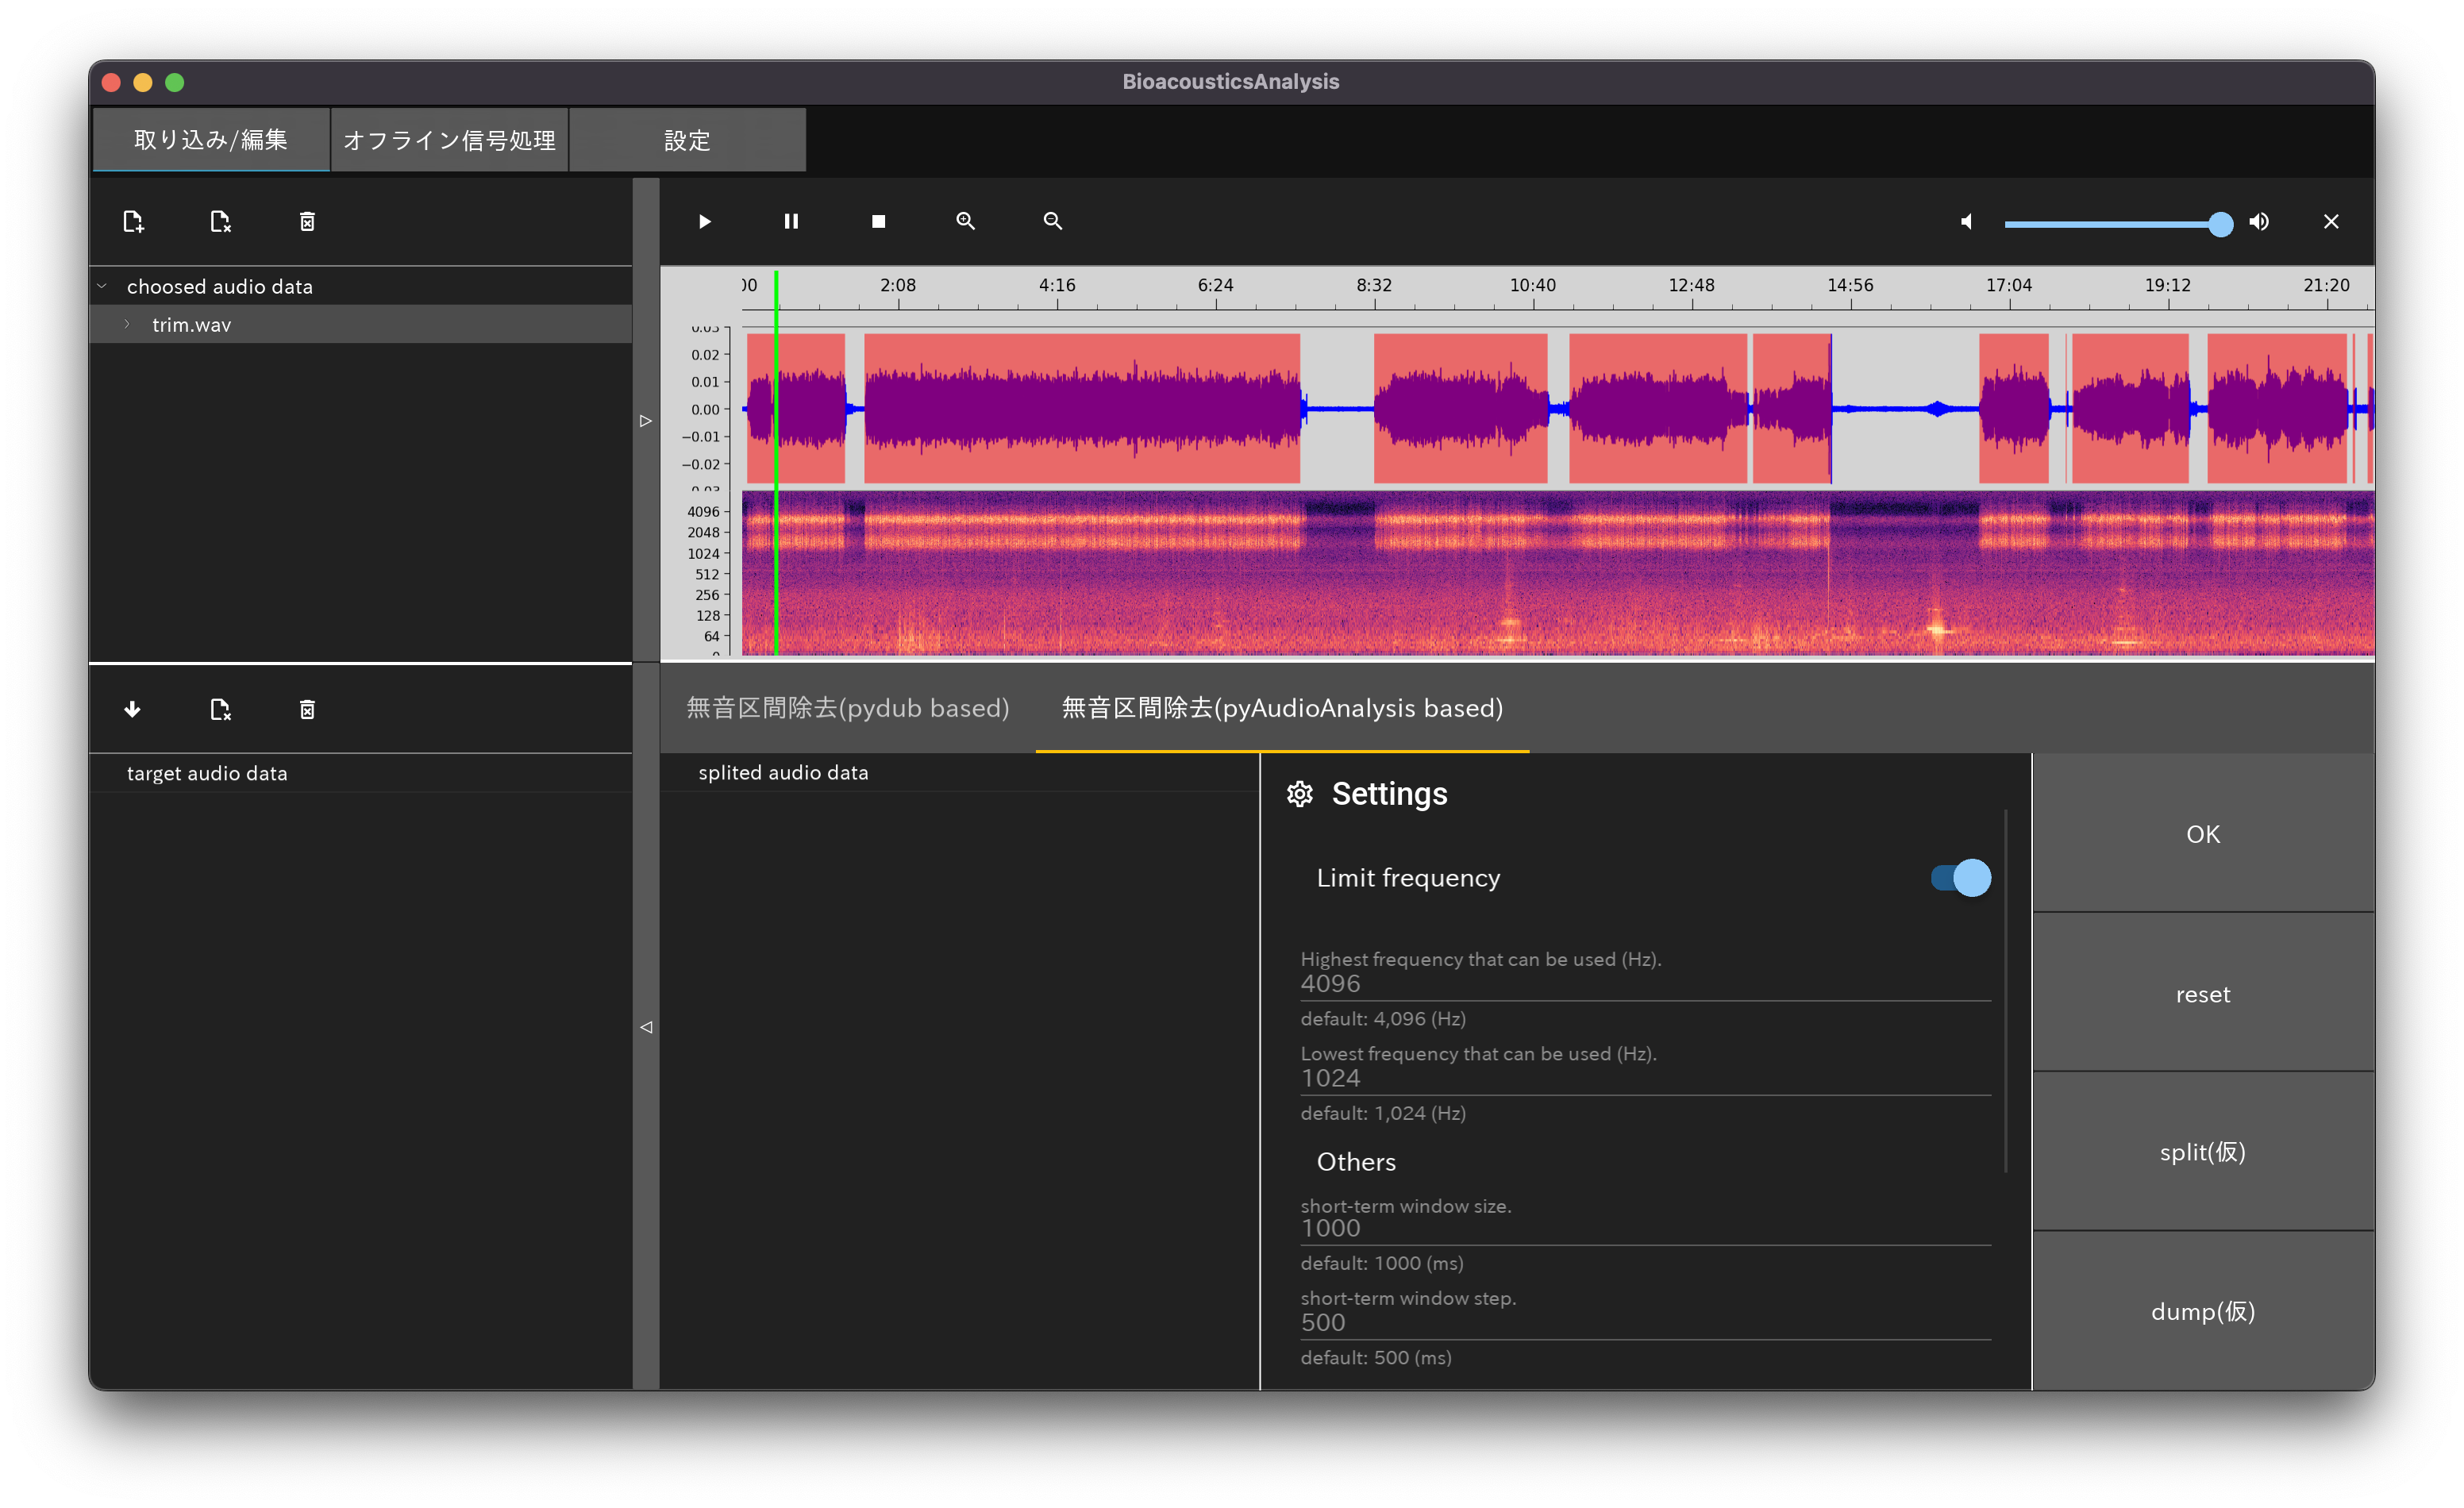 BioacousticsAnalysis
取り込み/編集 オフライン信号処理 設定
choosed audio data
trim.wav
00 2:08 4:16 6:24 8:32 10:40 12:48 14:56 17:04 19:12 21:20
0.03
0.02
0.01
0.00
−0.01
−0.02
0.03
4096
2048
1024
512
256
128
64
0
target audio data
無音区間除去(pydub based) 無音区間除去(pyAudioAnalysis based)
splited audio data
Settings
Limit frequency
Highest frequency that can be used (Hz).
4096
default: 4,096 (Hz)
Lowest frequency that can be used (Hz).
1024
default: 1,024 (Hz)
Others
short-term window size.
1000
default: 1000 (ms)
short-term window step.
500
default: 500 (ms)
OK
reset
split(仮)
dump(仮)